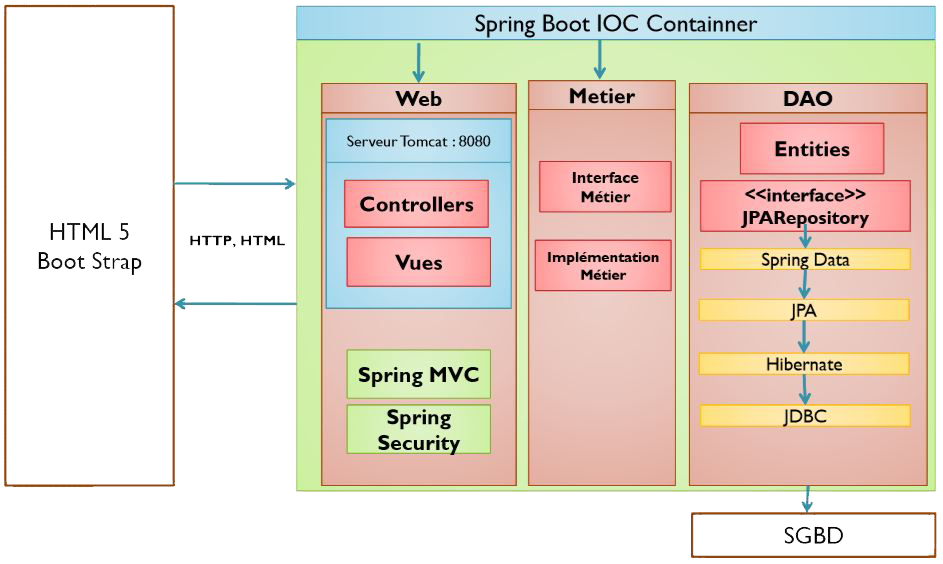 Spring Boot IOC Containner
HTML 5
Boot Strap
HTTP, HTML
Web
Serveur Tomcat : 8080
Controllers
Vues
Spring MVC
Spring
Security
Metier
Interface
Métier
Implémentation
Métier
DAO
Entities
<<interface>>
JPARepository
Spring Data
JPA
Hibernate
JDBC
SGBD